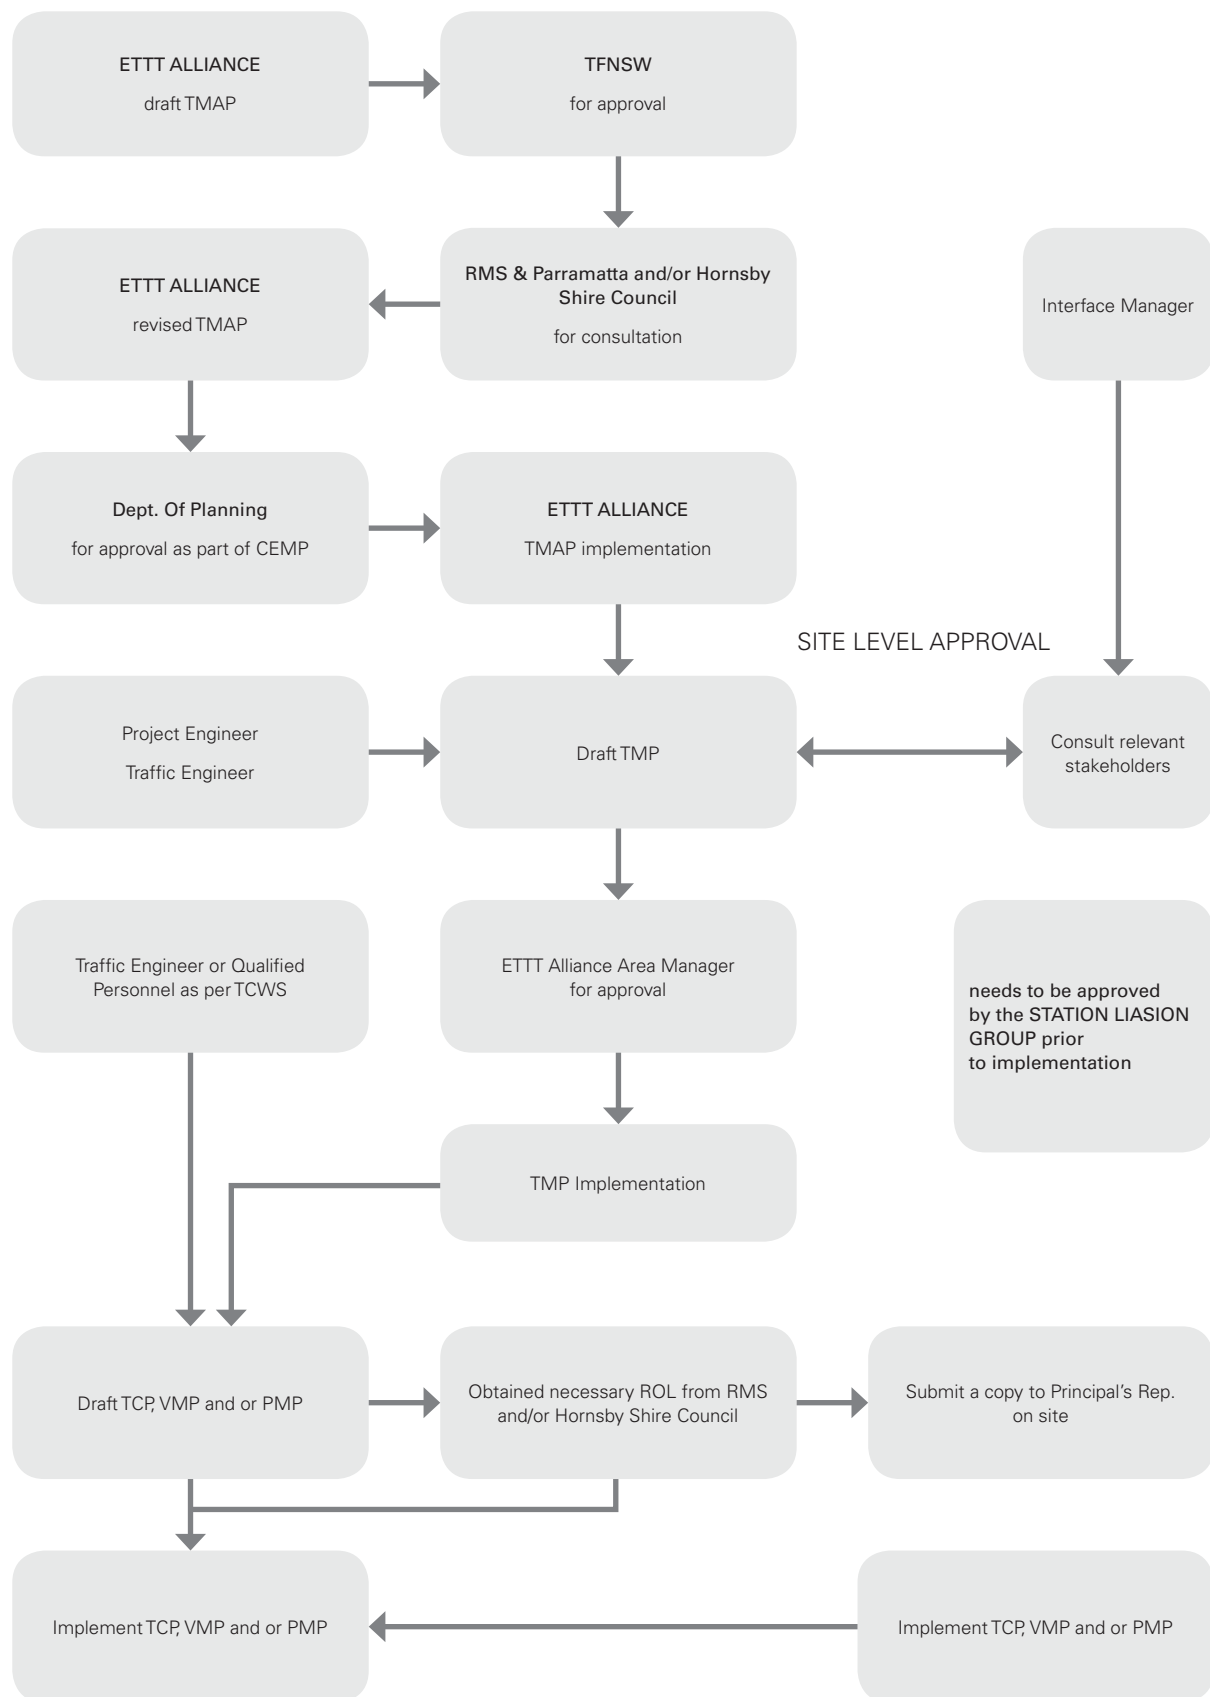 ETTT ALLIANCE
draft TMAP
TFNSW
for approval
RMS & Parramatta and/or Hornsby
Shire Council
for consultation
ETTT ALLIANCE
revised TMAP
Interface Manager
Dept. Of Planning
for approval as part of CEMP
ETTT ALLIANCE
TMAP implementation
SITE LEVEL APPROVAL
Project Engineer
Traffic Engineer
Draft TMP
Consult relevant
stakeholders
Traffic Engineer or Qualified
Personnel as per TCWS
ETTT Alliance Area Manager
for approval
needs to be approved
by the STATION LIASION
GROUP prior
to implementation
TMP Implementation
Draft TCP, VMP and or PMP
Obtained necessary ROL from RMS
and/or Hornsby Shire Council
Submit a copy to Principal's Rep.
on site
Implement TCP, VMP and or PMP
Implement TCP, VMP and or PMP